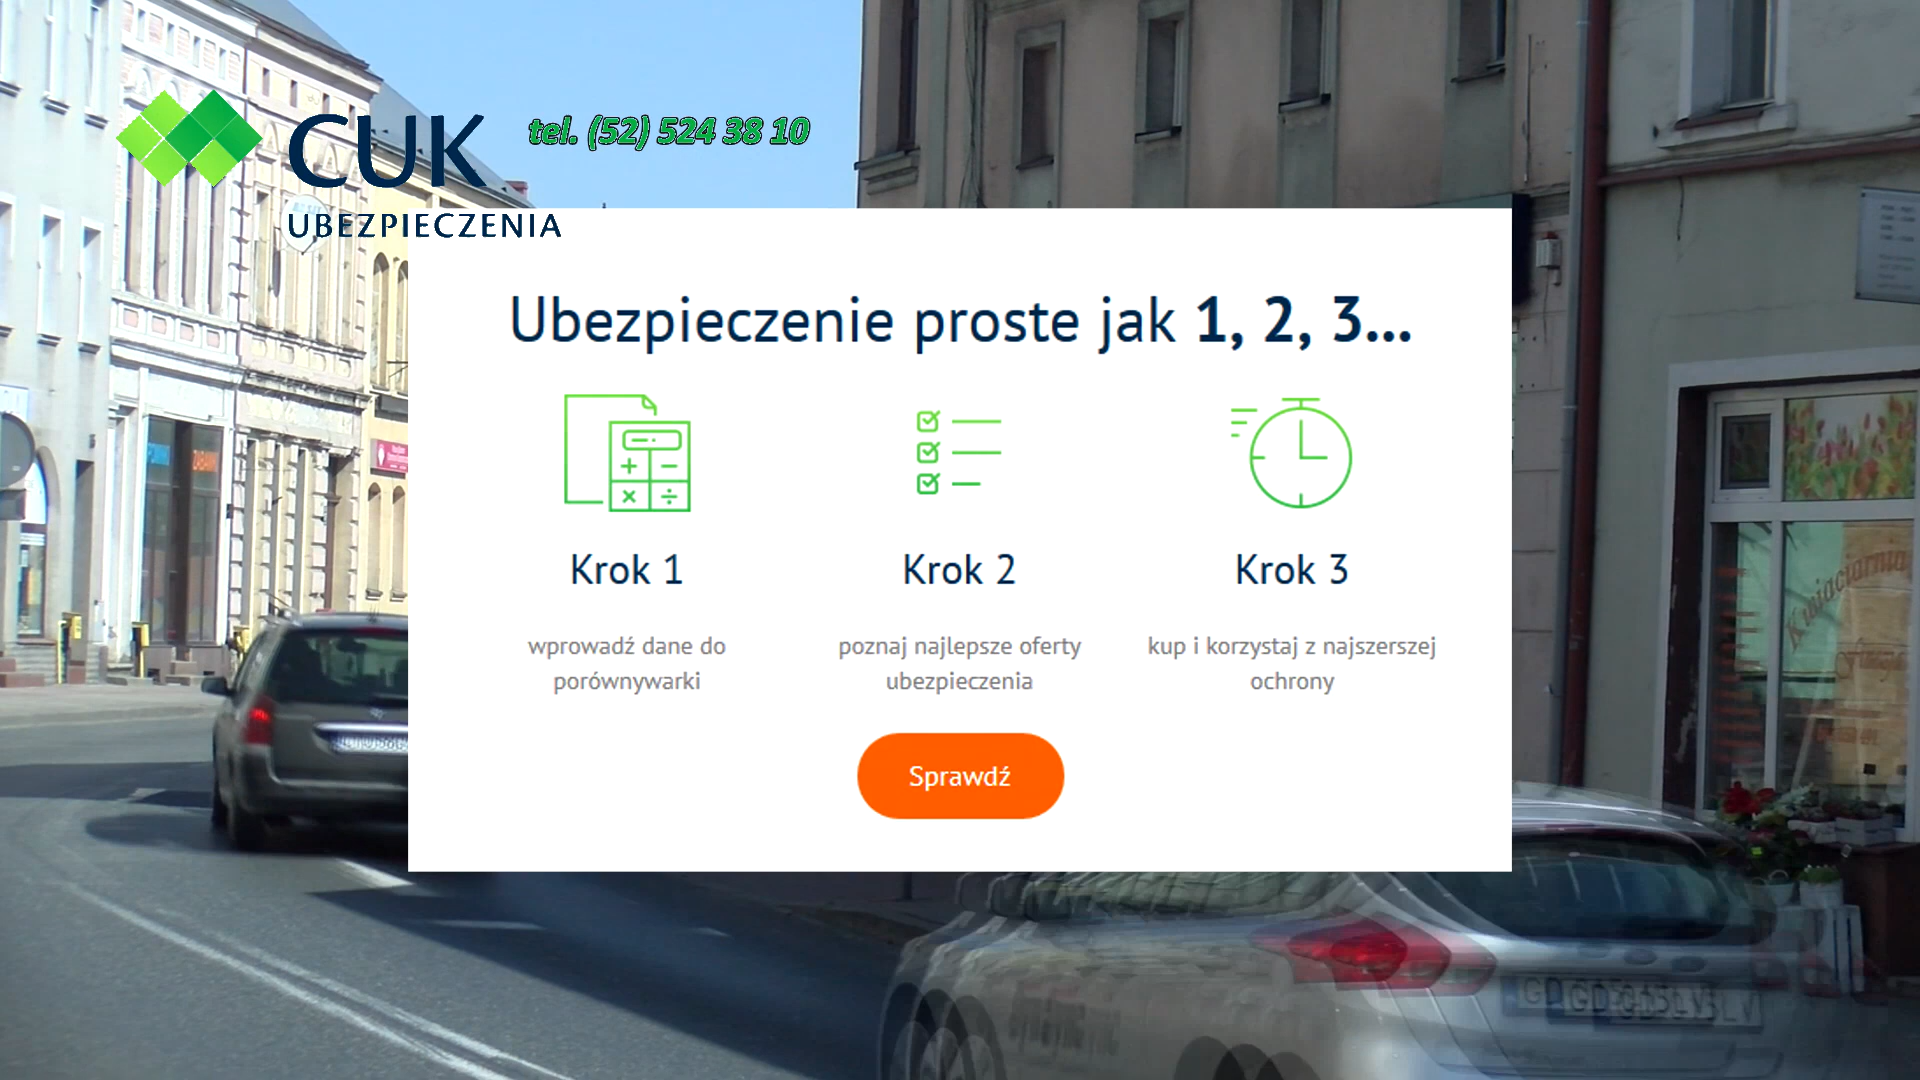 CUK
UBEZPIECZENIA
tel. (52) 524 38 10
Ubezpieczenie proste jak 1, 2, 3...
Krok 1
Krok 2
Krok 3
wprowadź dane do
porównywarki
poznaj najlepsze oferty
ubezpieczenia
kup i korzystaj z najszerszej
ochrony
Sprawdź
Kwiaciarnia